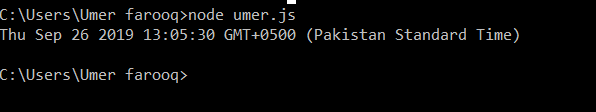 C:\Users\Umer farooq>node umer.js
Thu Sep 26 2019 13:05:30 GMT+0500 (Pakistan Standard Time)
C:\Users\Umer farooq>